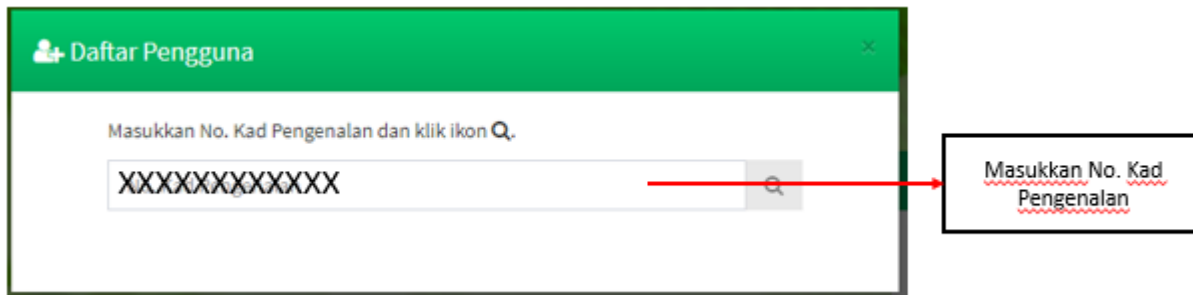 Daftar Pengguna
Masukkan No. Kad Pengenalan dan klik ikon
XXXXXXXXXXXX
Masukkan No. Kad
Pengenalan